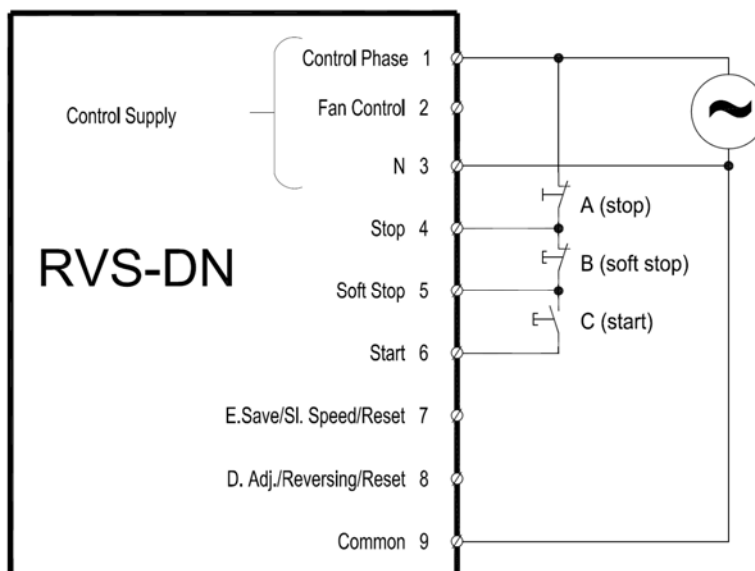 Control Phase 1
Control Supply
Fan Control 2
N 3
A (stop)
Stop 4
RVS-DN
B (soft stop)
Soft Stop 5
C (start)
Start 6
E.Save/Sl. Speed/Reset 7
D. Adj./Reversing/Reset 8
Common 9